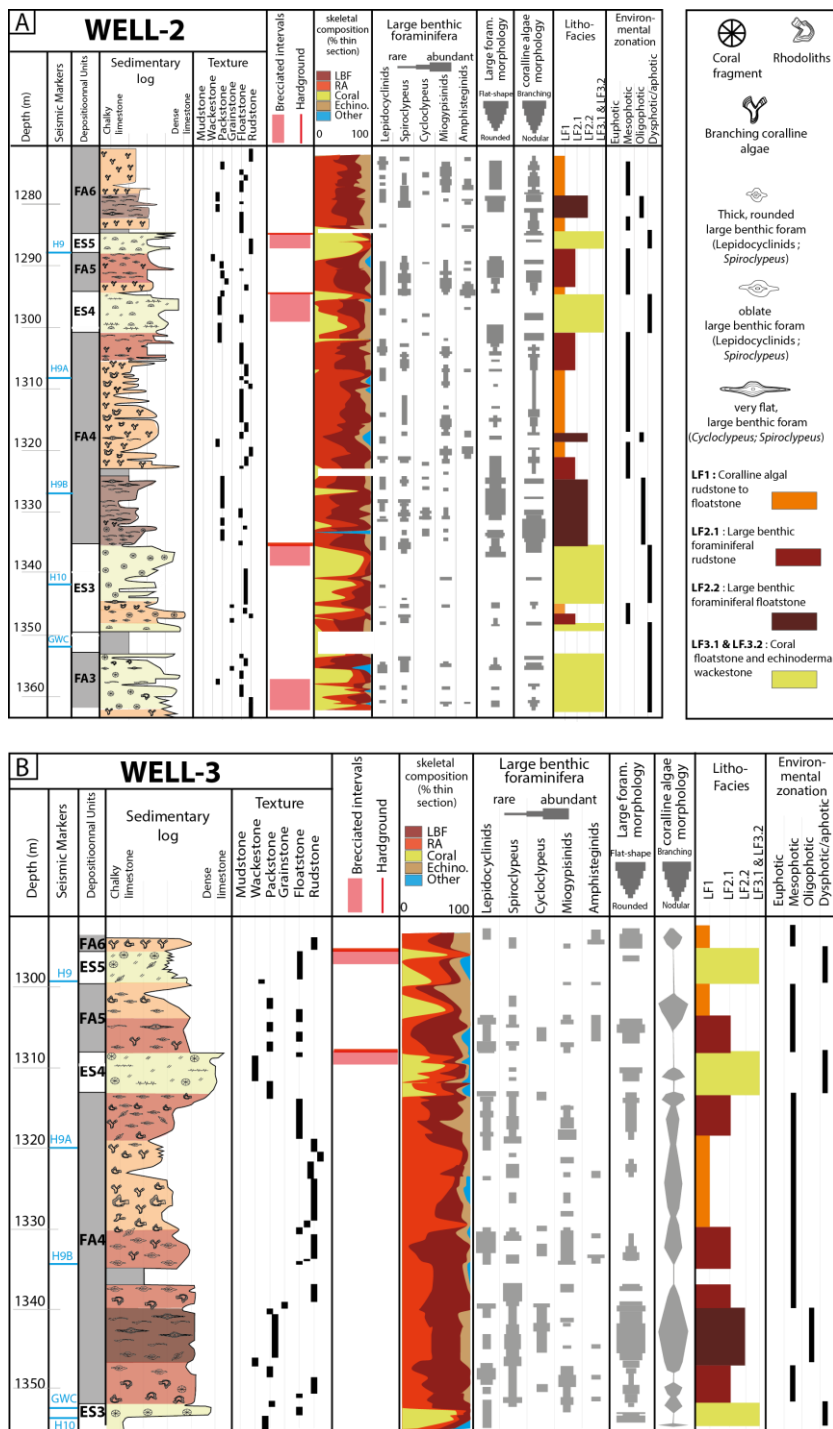 A
WELL-2
Depth (m)
Seismic Markers
Depositioonnal Units
Sedimentary
log
Chalky
limestone
Dense
limestone
Texture
Mudstone
Wackestone
Packstone
Grainstone
Floatstone
Rudstone
Brecciated intervals
Hardground
skeletal
composition (%
thin section)
LBF
RA
Coral
Echino.
Other
0 100
Large benthic
foraminifera
rare abundant
Lepidocyclinids
Spiroclypeus
Cycloclypeus
Miogypsinids
Amphisteginids
Large foram.
morphology
Flat-shape
Rounded
coralline algae
morphology
Branching
Nodular
Litho-
Facies
LF1
LF2.1
LF2.2
LF3.1 & LF3.2
Environ-
mental
zonation
Euphotic
Mesophotic
Oligophotic
Dysphotic/aphotic
1280
1290
1300
1310
1320
1330
1340
1350
1360
H9
H9A
H9B
H10
GWC
FA6
ES5
FA5
ES4
FA4
ES3
FA3
Coral
fragment
Rhodoliths
Branching coralline
algae
Thick, rounded
large benthic foram
(Lepidocyclinids ;
Spiroclypeus)
oblate
large benthic foram
(Lepidocyclinids ;
Spiroclypeus)
very flat,
large benthic foram
(Cycloclypeus; Spiroclypeus)
LF1 : Coralline algal
rudstone to
floatstone
LF2.1 : Large benthic
foraminiferal
rudstone
LF2.2 : Large benthic
foraminiferal floatstone
LF3.1 & LF.3.2 : Coral
floatstone and echinoderma
wackestone
B
WELL-3
Depth (m)
Seismic Markers
Depositioonnal Units
Sedimentary
log
Chalky
limestone
Dense
limestone
Texture
Mudstone
Wackestone
Packstone
Grainstone
Floatstone
Rudstone
Brecciated intervals
Hardground
skeletal
composition
(% thin
section)
LBF
RA
Coral
Echino.
Other
0 100
Large benthic
foraminifera
rare abundant
Lepidocyclinids
Spiroclypeus
Cycloclypeus
Miogypsinids
Amphisteginids
Large foram.
morphology
Flat-shape
Rounded
coralline algae
morphology
Branching
Nodular
Litho-
Facies
LF1
LF2.1
LF2.2
LF3.1 & LF3.2
Environ-
mental
zonation
Euphotic
Mesophotic
Oligophotic
Dysphotic/aphotic
1300
1310
1320
1330
1340
1350
H9
H9A
H9B
GWC
H10
FA6
ES5
FA5
ES4
FA4
ES3